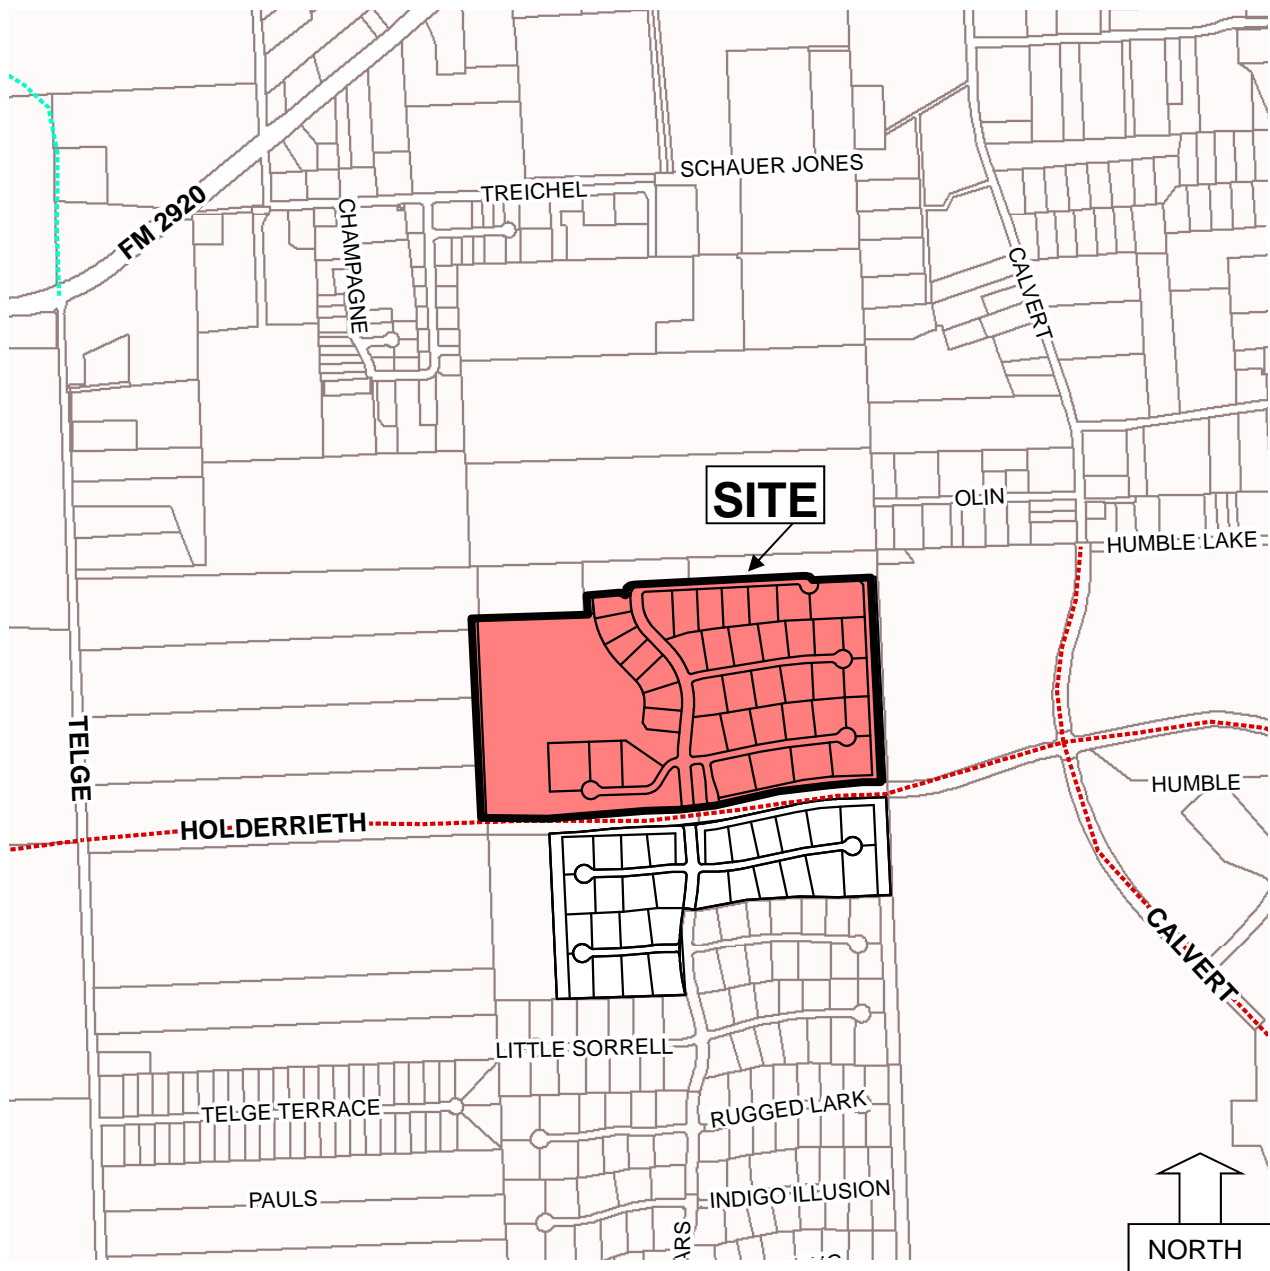 SCHAUER JONES
TREICHEL
FM 2920
CHAMPAGNE
CALVERT
SITE
OLIN
HUMBLE LAKE
TELGE
HUMBLE
HOLDERRIETH
CALVERT
LITTLE SORRELL
TELGE TERRACE
RUGGED LARK
PAULS
INDIGO ILLUSION
ARS
NORTH